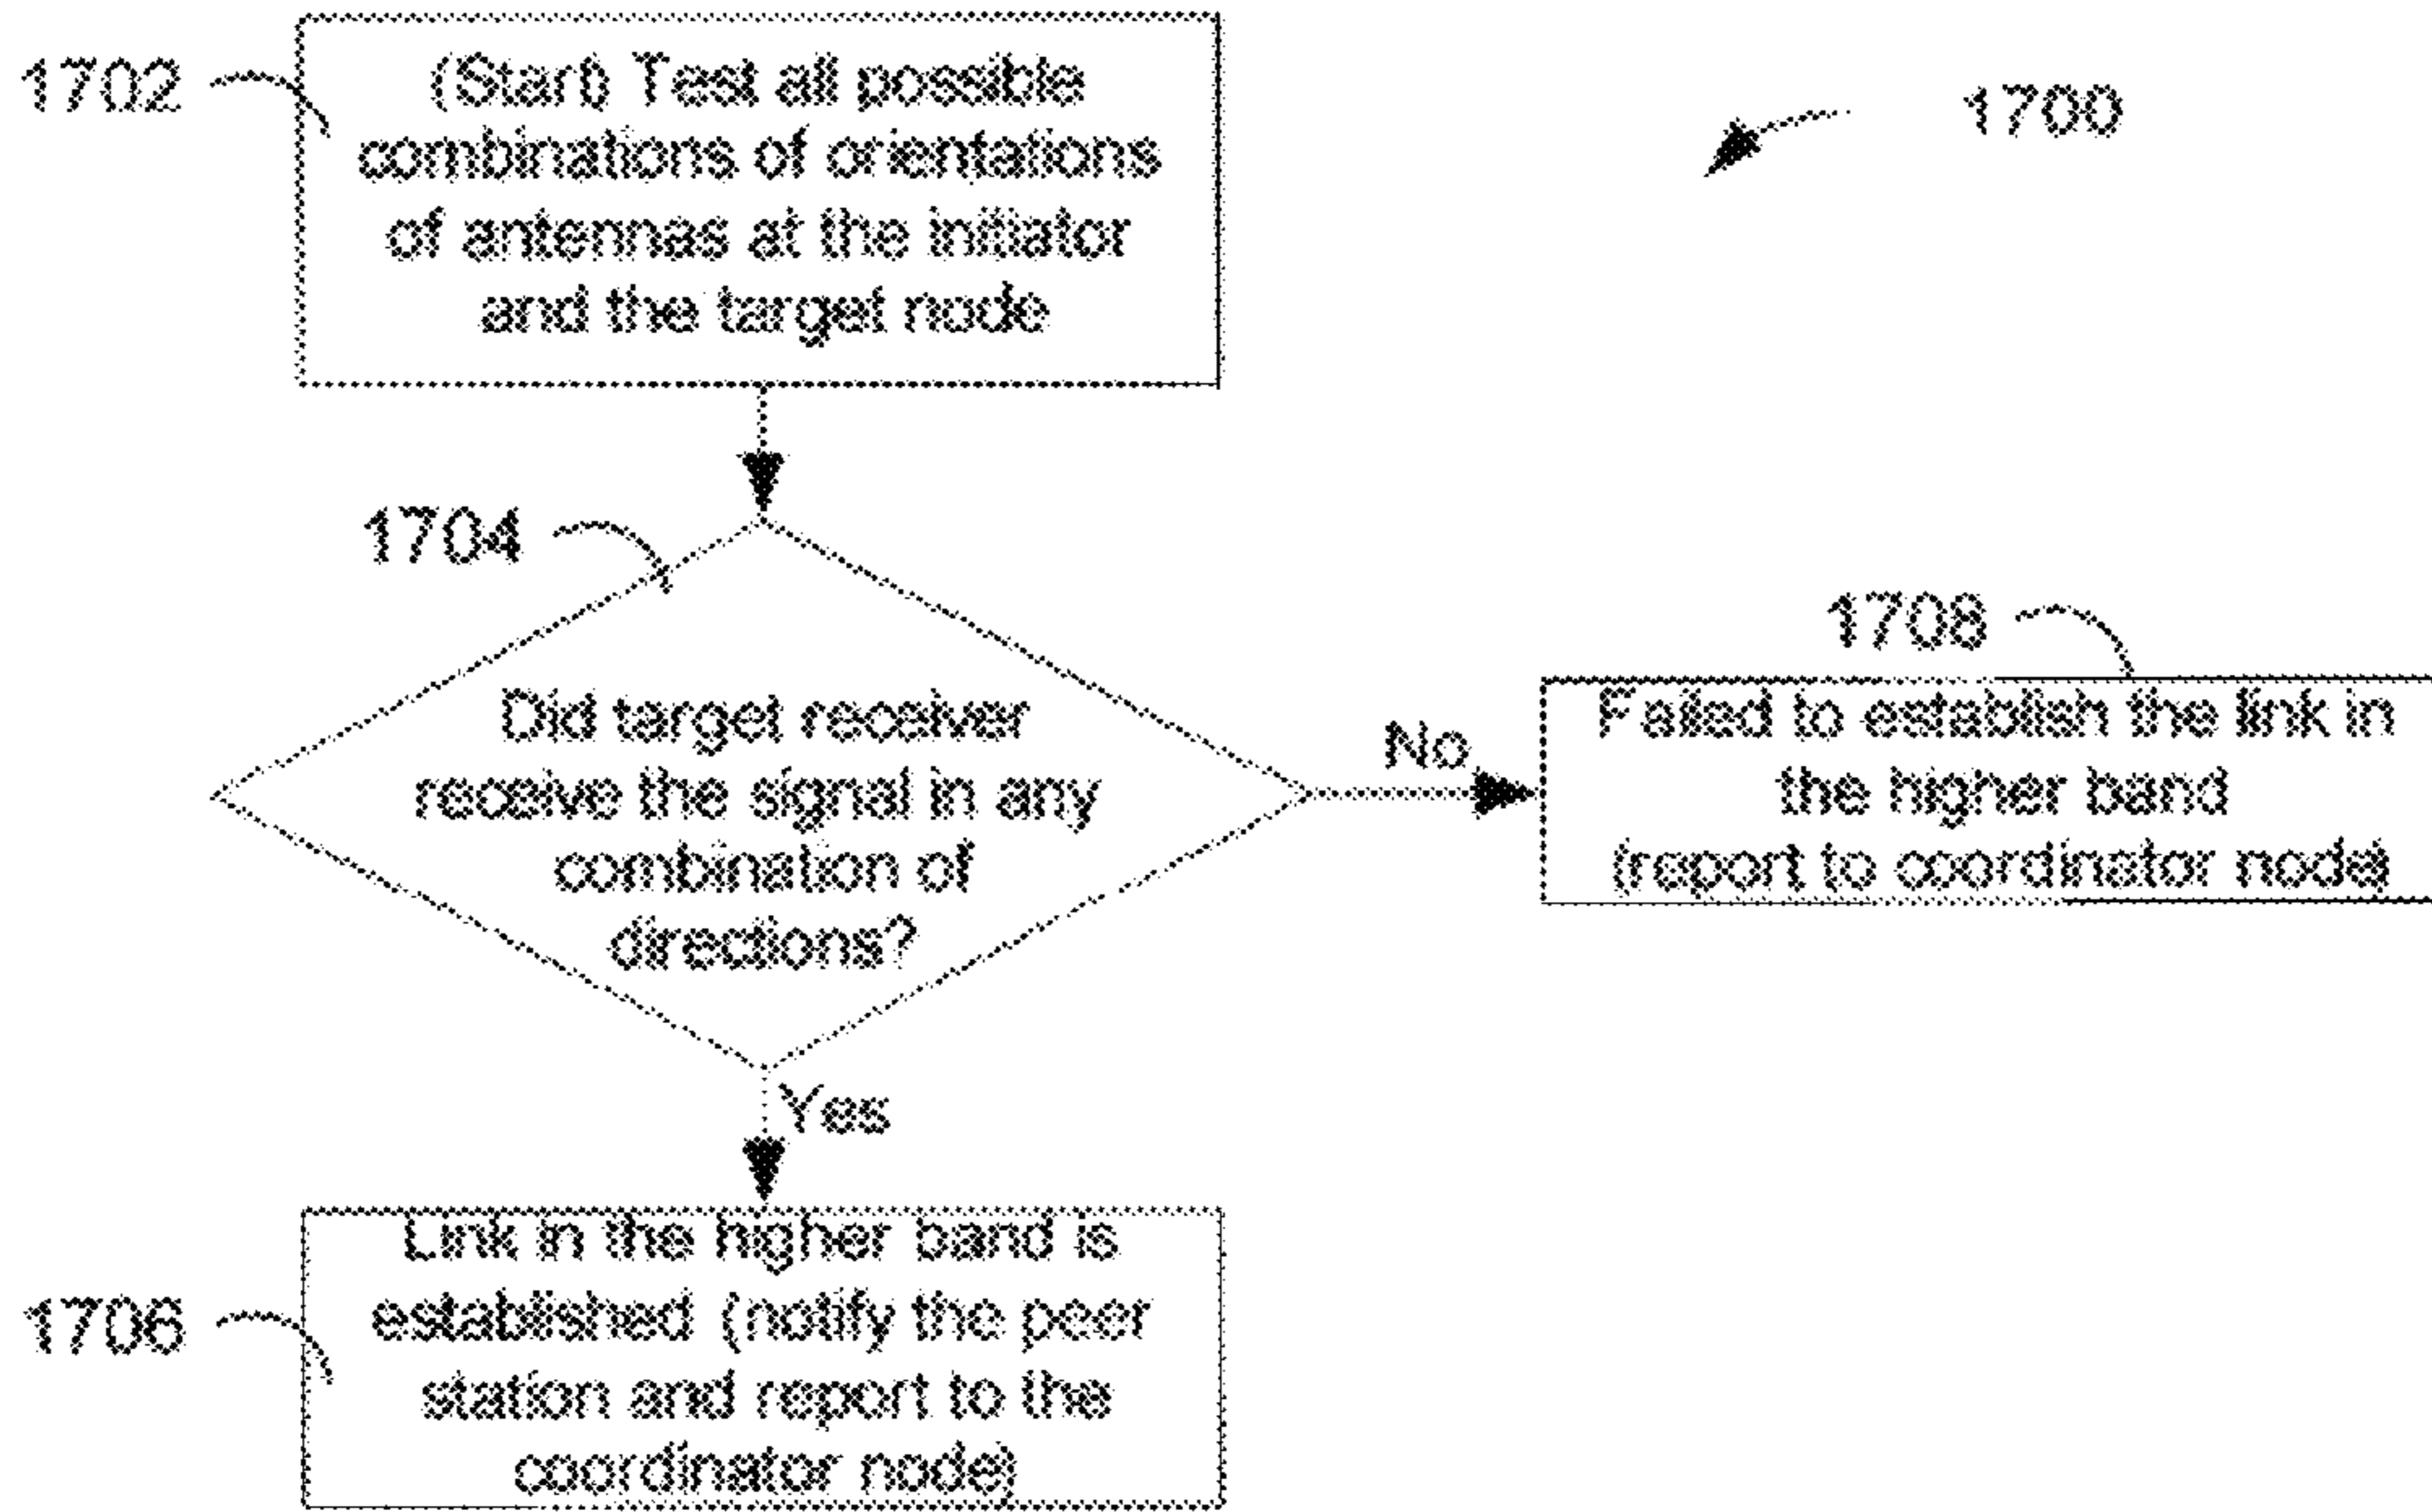 1702
(Start) Test all possible
combinations of orientations
of antennas at the initiator
and the target node
1700
1704
Did target receiver
receive the signal in any
combination of
directions?
No
1708
Failed to establish the link in
the higher band
(report to coordinator node)
Yes
1706
Link in the higher band is
established (notify the peer
station and report to the
coordinator node)